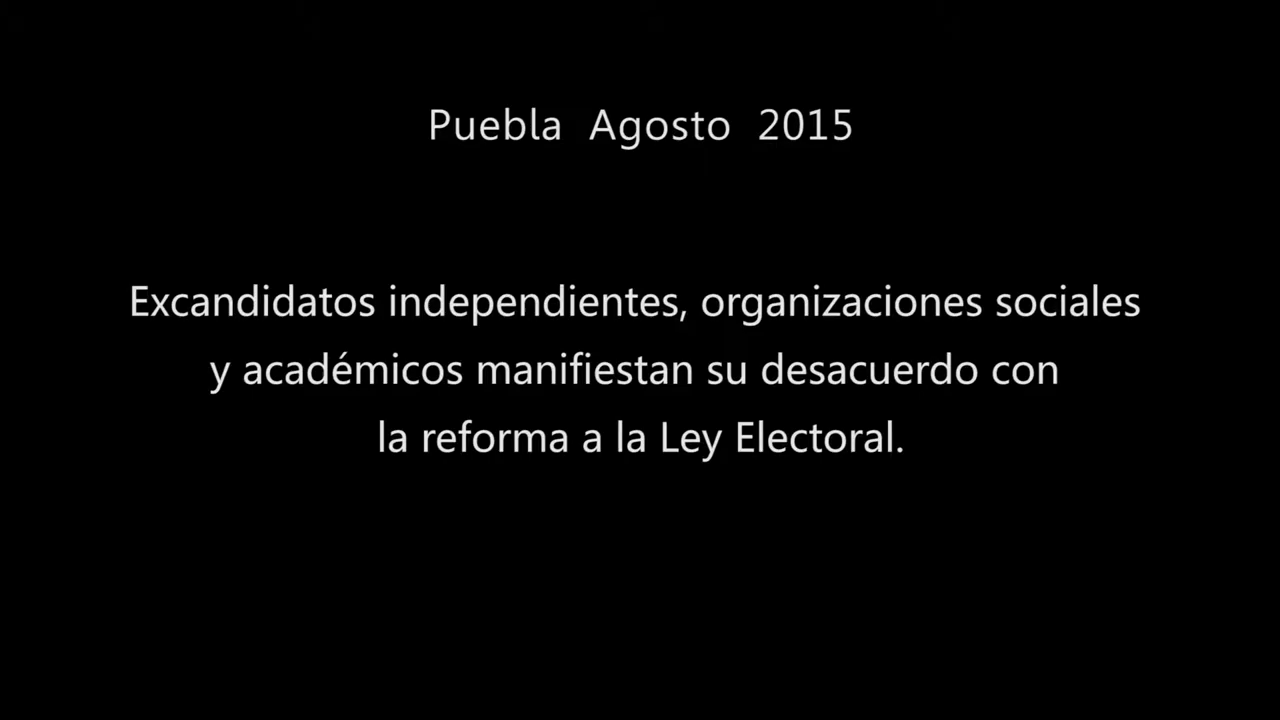 Puebla Agosto 2015
Excandidatos independientes, organizaciones sociales
y académicos manifiestan su desacuerdo con
la reforma a la Ley Electoral.